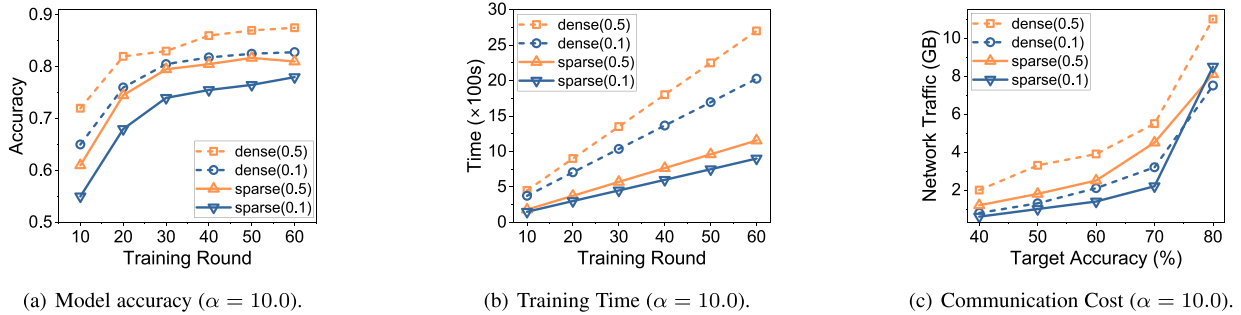 0.9
0.8
0.7
0.6
0.5
Accuracy
10 20 30 40 50 60
Training Round
dense(0.5)
dense(0.1)
sparse(0.5)
sparse(0.1)
(a) Model accuracy (α = 10.0).
30
25
20
15
10
5
0
Time (×100s)
10 20 30 40 50 60
Training Round
dense(0.5)
dense(0.1)
sparse(0.5)
sparse(0.1)
(b) Training Time (α = 10.0).
10
8
6
4
2
Network Traffic (GB)
40 50 60 70 80
Target Accuracy (%)
dense(0.5)
dense(0.1)
sparse(0.5)
sparse(0.1)
(c) Communication Cost (α = 10.0).